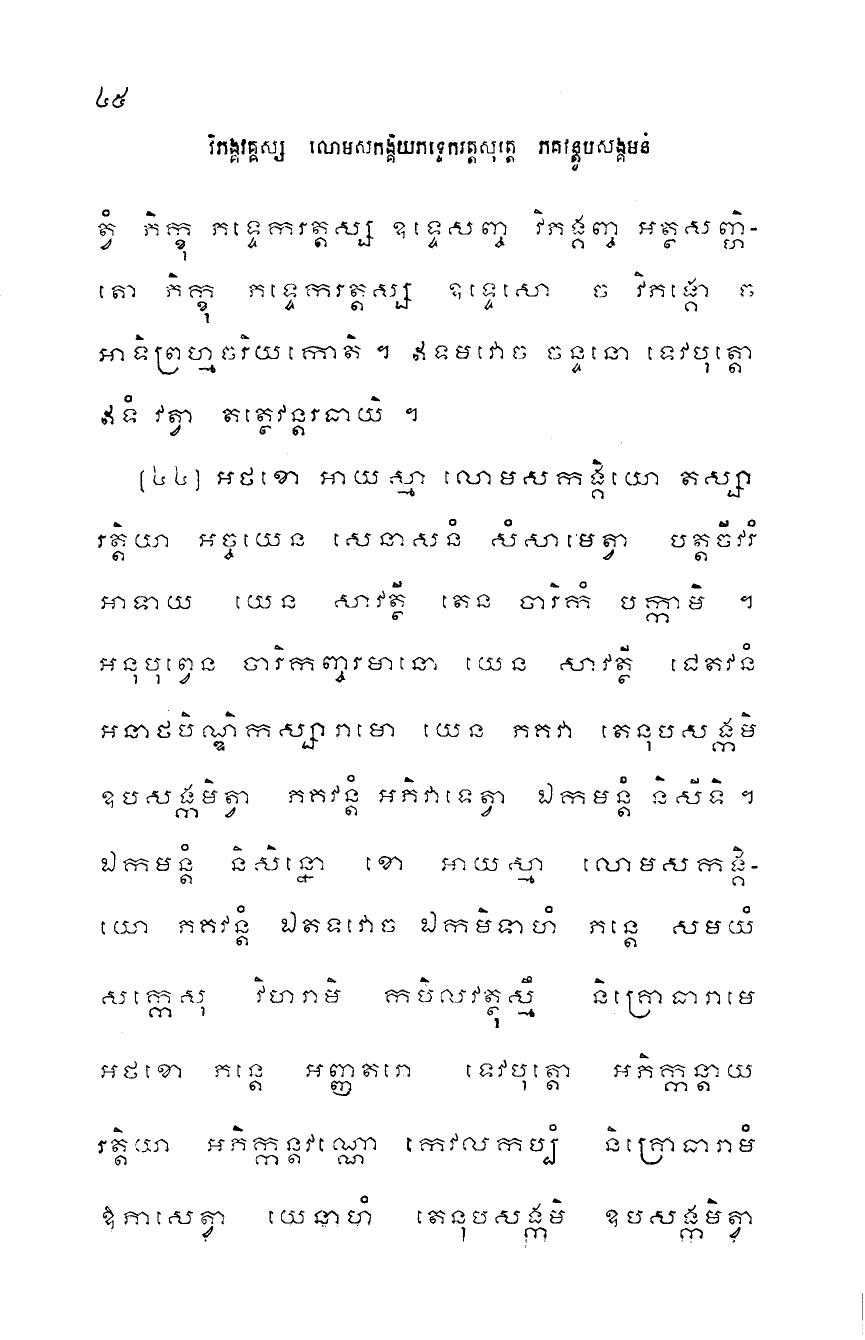 ៤៥
វិភង្គវគ្គស្ស លោមសកង្គិយភទ្ទេករត្តសុត្តេ ភគវន្តូបសង្កមនំ
ត្វំ ភិក្ខុ ភទ្ទេករត្តស្ស ឧទ្ទេសញ្ច វិភង្គញ្ច អត្ថសញ្ហិ-
តោ ភិក្ខុ ភទ្ទេករត្តស្ស ឧទ្ទេសោ ច វិភង្គោ ច
អាទិព្រហ្មចរិយកោតិ ។ ឥទមវោច ចន្ទនោ ទេវបុត្តោ
ឥទំ វត្វា តត្ថេវន្តរធាយិ ។
[៤៤] អថខោ អាយស្មា លោមសកង្គិយោ តស្សា
រត្តិយា អច្ចយេន សេនាសនំ សំសាមេត្វា បត្តចីវរំ
អាទាយ យេន សាវត្ថី តេន ចារិកំ បក្កាមិ ។
អនុបុព្វេន ចារិកញ្ចរមានោ យេន សាវត្ថី ជេតវនំ
អនាថបិណ្ឌិកស្សារាមោ យេន ភគវា តេនុបសង្កមិ
ឧបសង្កមិត្វា ភគវន្តំ អភិវាទេត្វា ឯកមន្តំ និសីទិ ។
ឯកមន្តំ និសិន្នោ ខោ អាយស្មា លោមសកង្គិ-
យោ ភគវន្តំ ឯតទវោច ឯកមិទាហំ ភន្តេ សមយំ
សក្កេសុ វិហរាមិ កបិលវត្ថុស្មឹ និគ្រោធារាមេ
អថខោ ភន្តេ អញ្ញតរោ ទេវបុត្តោ អភិក្កន្តាយ
រត្តិយា អភិក្កន្តវណ្ណោ កេវលកប្បំ និគ្រោធារាមំ
ឱភាសេត្វា យេនាហំ តេនុបសង្កមិ ឧបសង្កមិត្វា